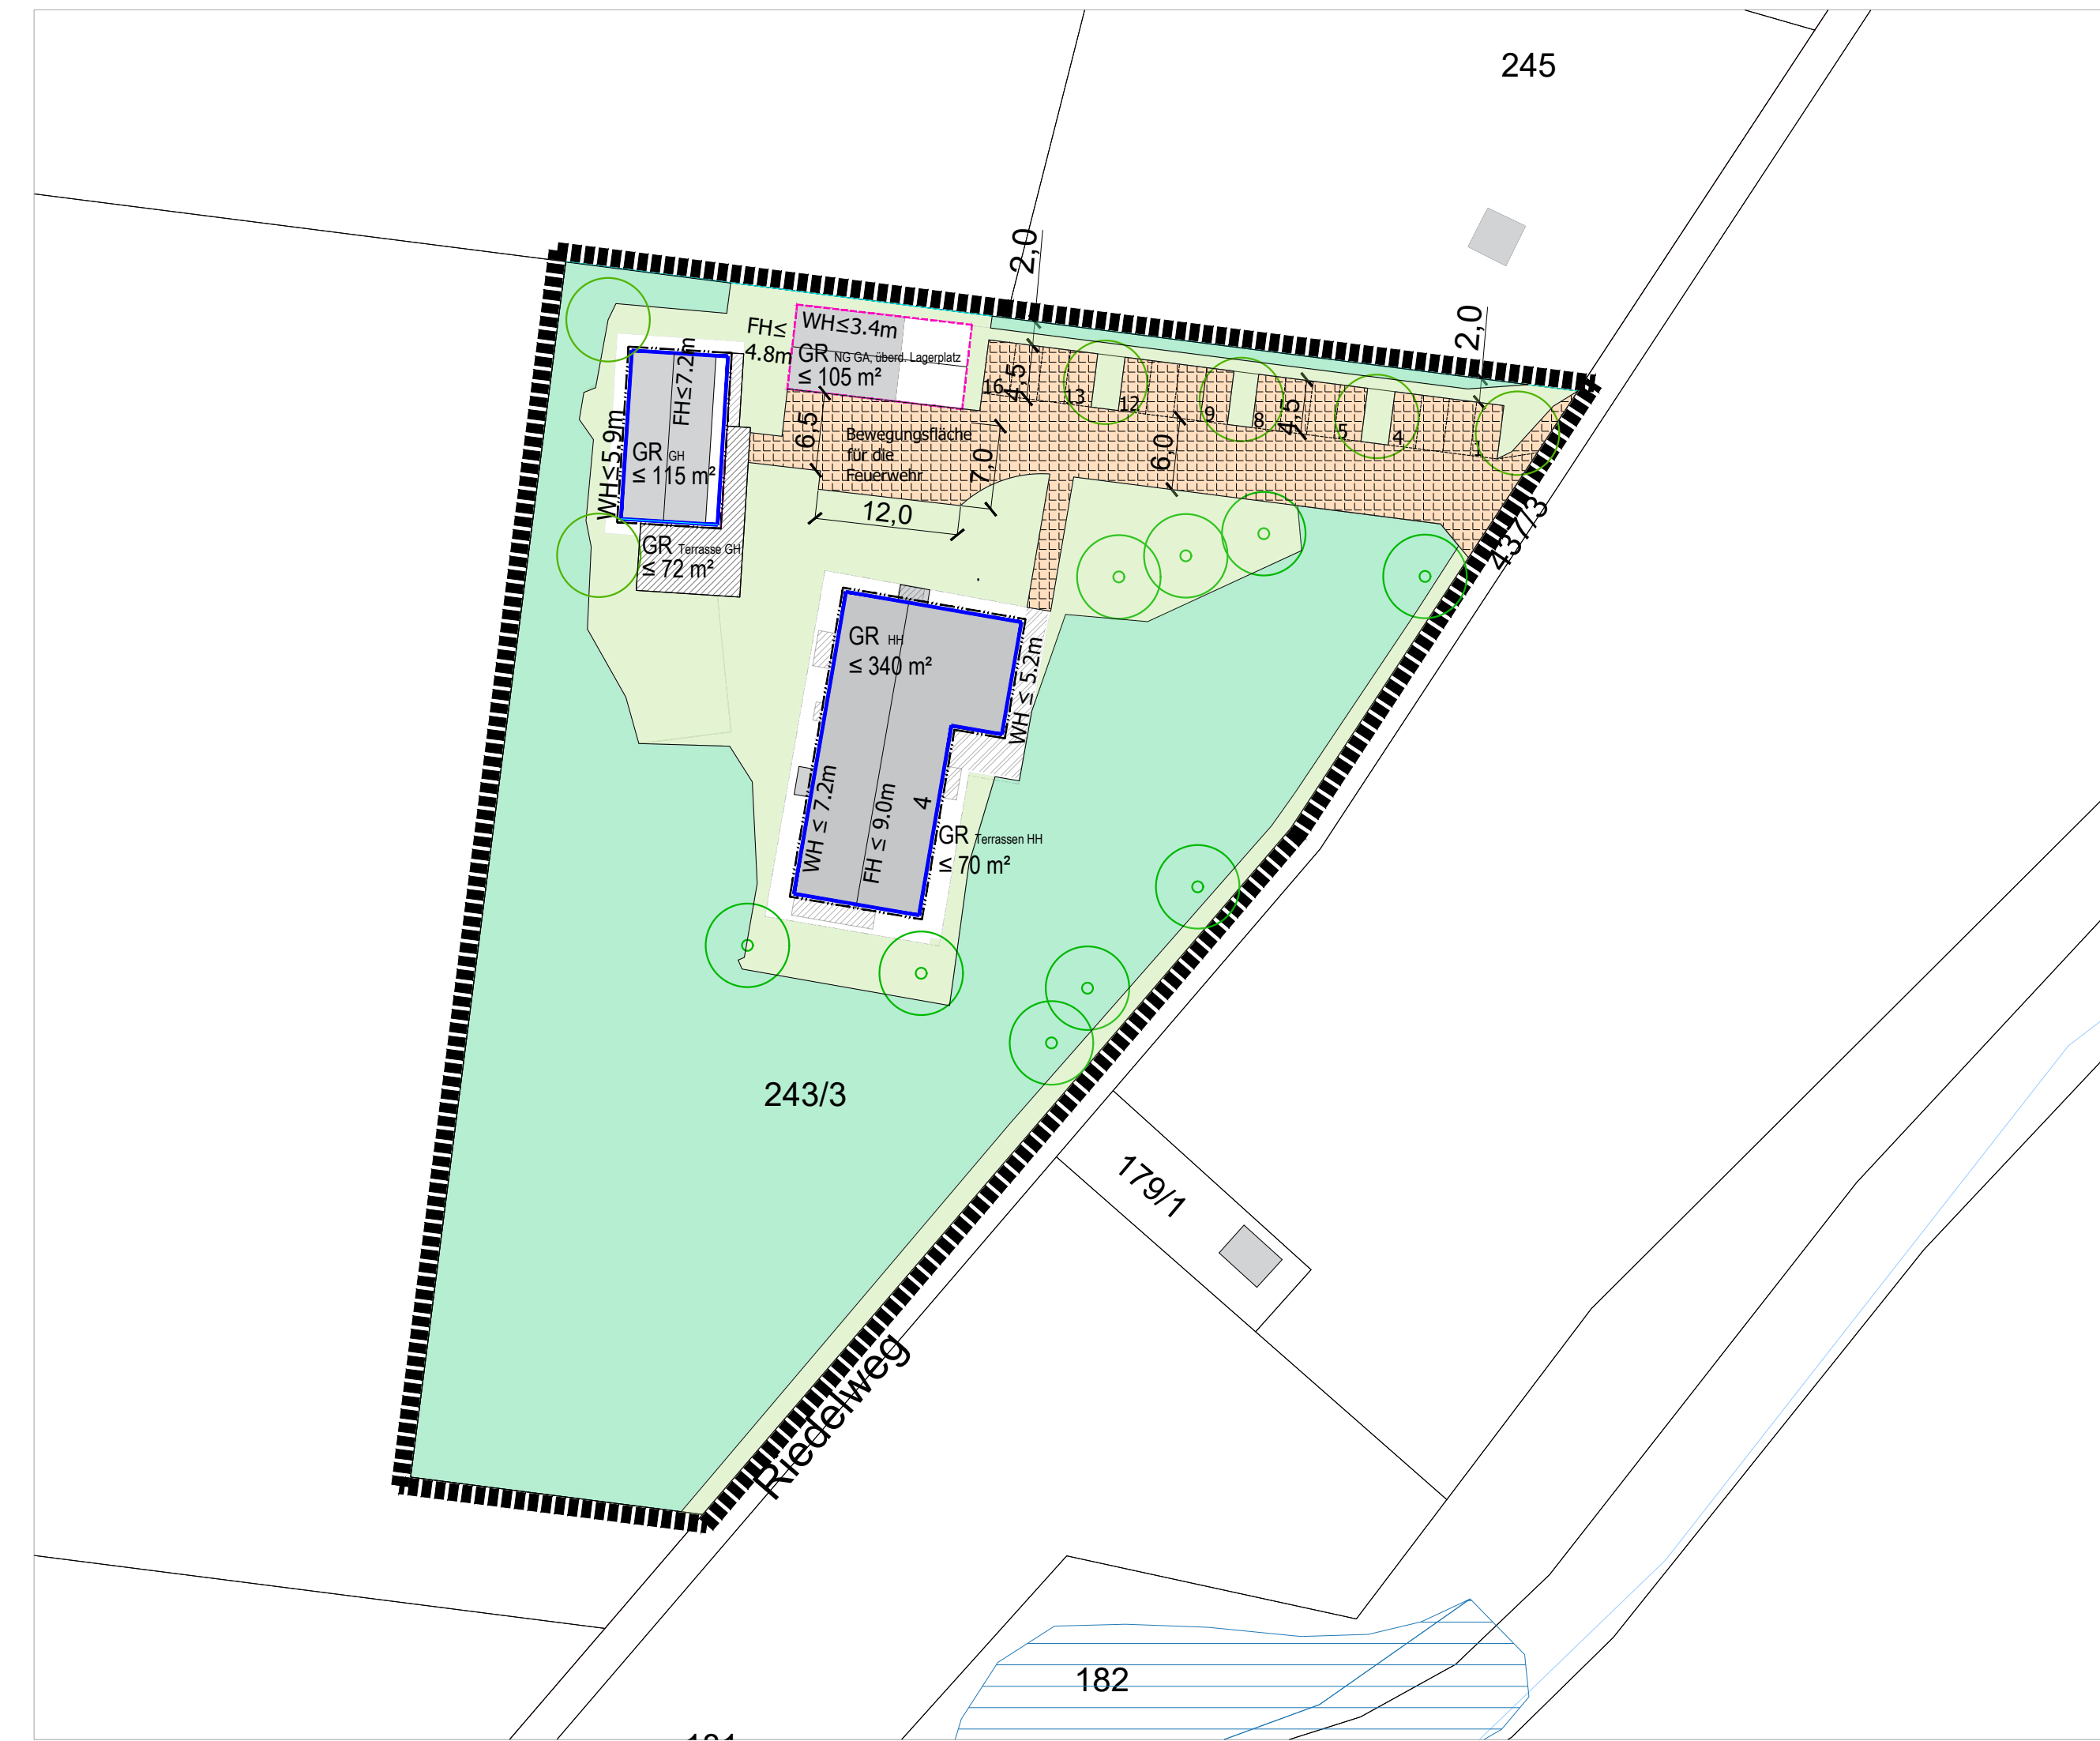 245
2,0
2,0
FH≤
4.8m
WH≤3.4m
GR NG GA, überd. Lagerplatz
≤ 105 m²
16
4,5
13
12
9
8
4,5
5
4
1
WH≤5.9m
FH≤7.2m
GR GH
≤ 115 m²
6,5
Bewegungsfläche
für die
Feuerwehr
7,0
6,0
12,0
437/3
GR Terrasse GH
≤ 72 m²
GR HH
≤ 340 m²
WH ≤ 5.2m
WH ≤ 7.2m
FH ≤ 9.0m
4
GR Terrassen HH
≤ 70 m²
243/3
179/1
Riedelweg
182